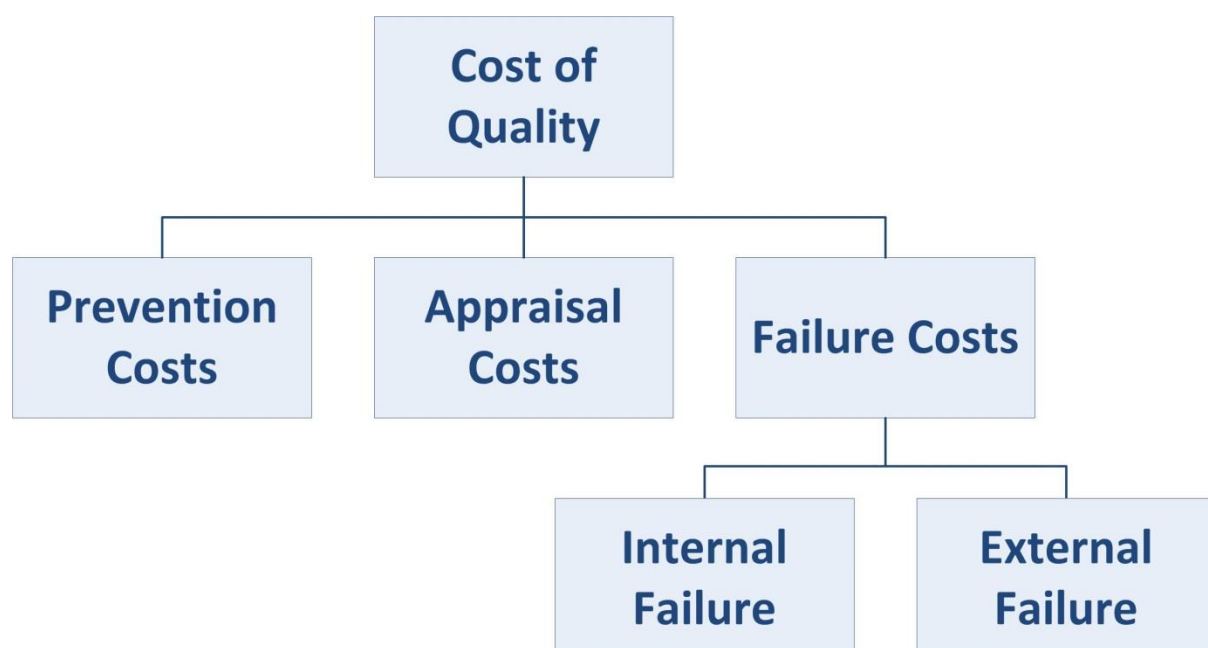 Cost of
Quality
Prevention
Costs
Appraisal
Costs
Failure Costs
Internal
Failure
External
Failure